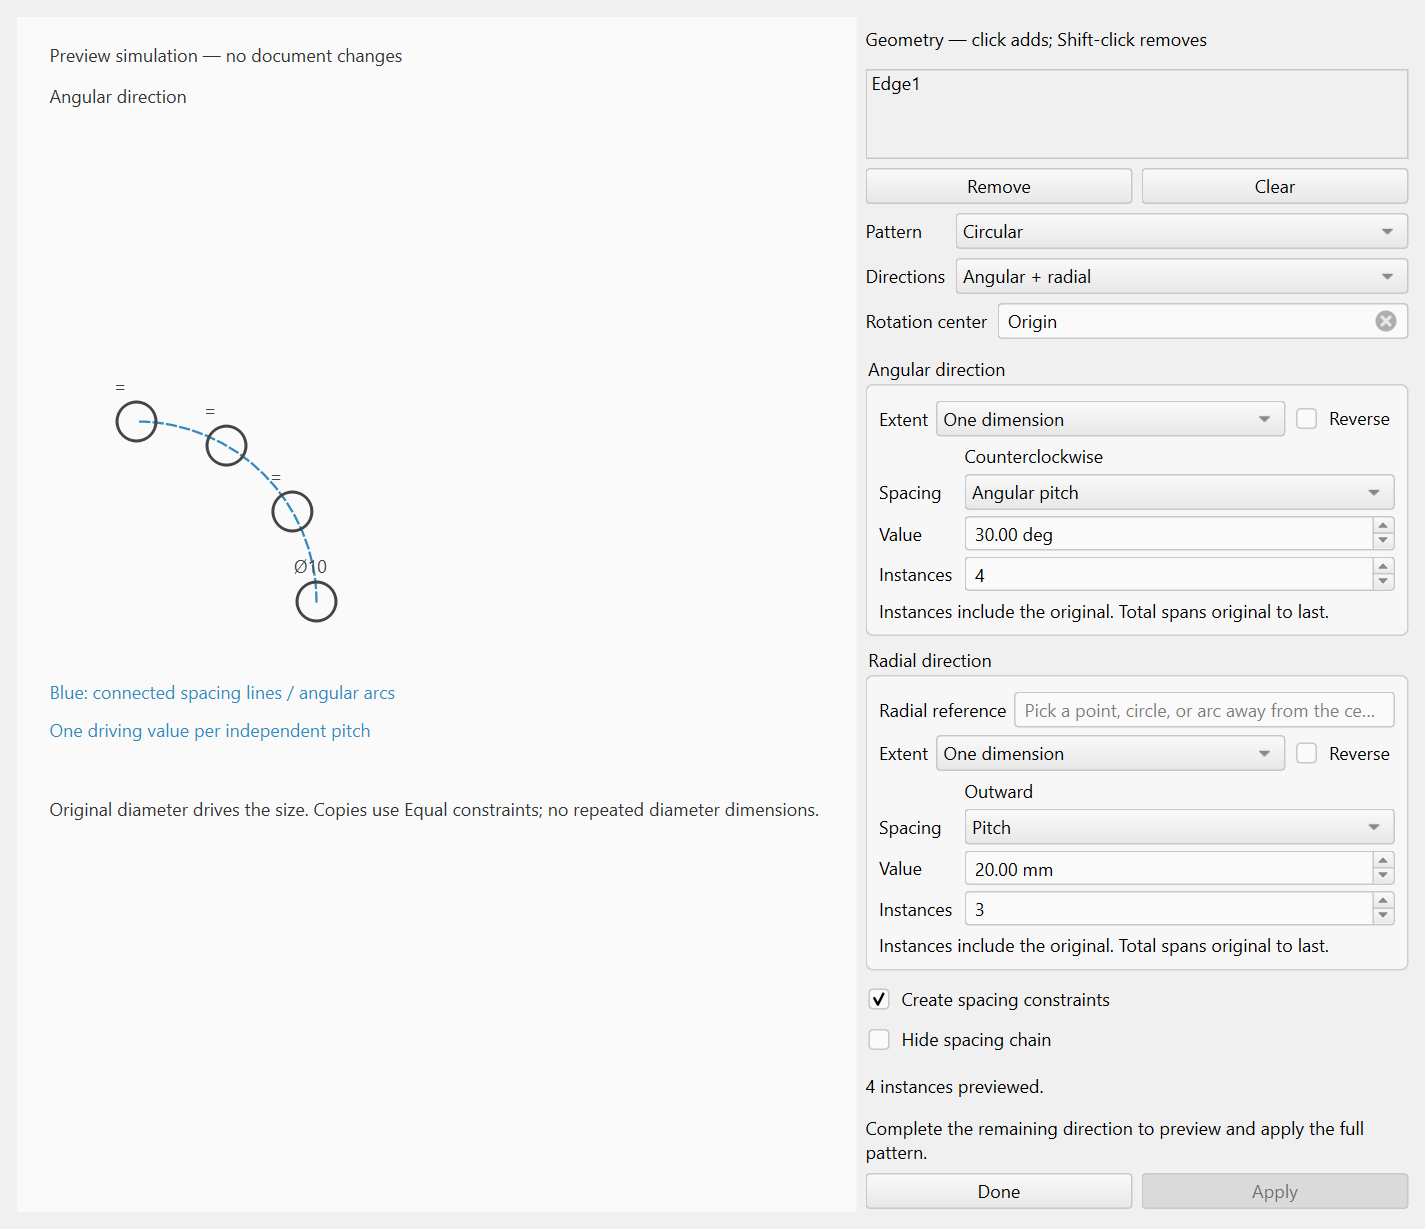 Preview simulation — no document changes
Angular direction
=
=
=
Ø10
Blue: connected spacing lines / angular arcs
One driving value per independent pitch
Original diameter drives the size. Copies use Equal constraints; no repeated diameter dimensions.
Geometry — click adds; Shift-click removes
Edge1
Remove
Clear
Pattern
Circular
Directions
Angular + radial
Rotation center
Origin
Angular direction
Extent
One dimension
Reverse
Counterclockwise
Spacing
Angular pitch
Value
30.00 deg
Instances
4
Instances include the original. Total spans original to last.
Radial direction
Radial reference
Pick a point, circle, or arc away from the ce...
Extent
One dimension
Reverse
Outward
Spacing
Pitch
Value
20.00 mm
Instances
3
Instances include the original. Total spans original to last.
Create spacing constraints
Hide spacing chain
4 instances previewed.
Complete the remaining direction to preview and apply the full
pattern.
Done
Apply